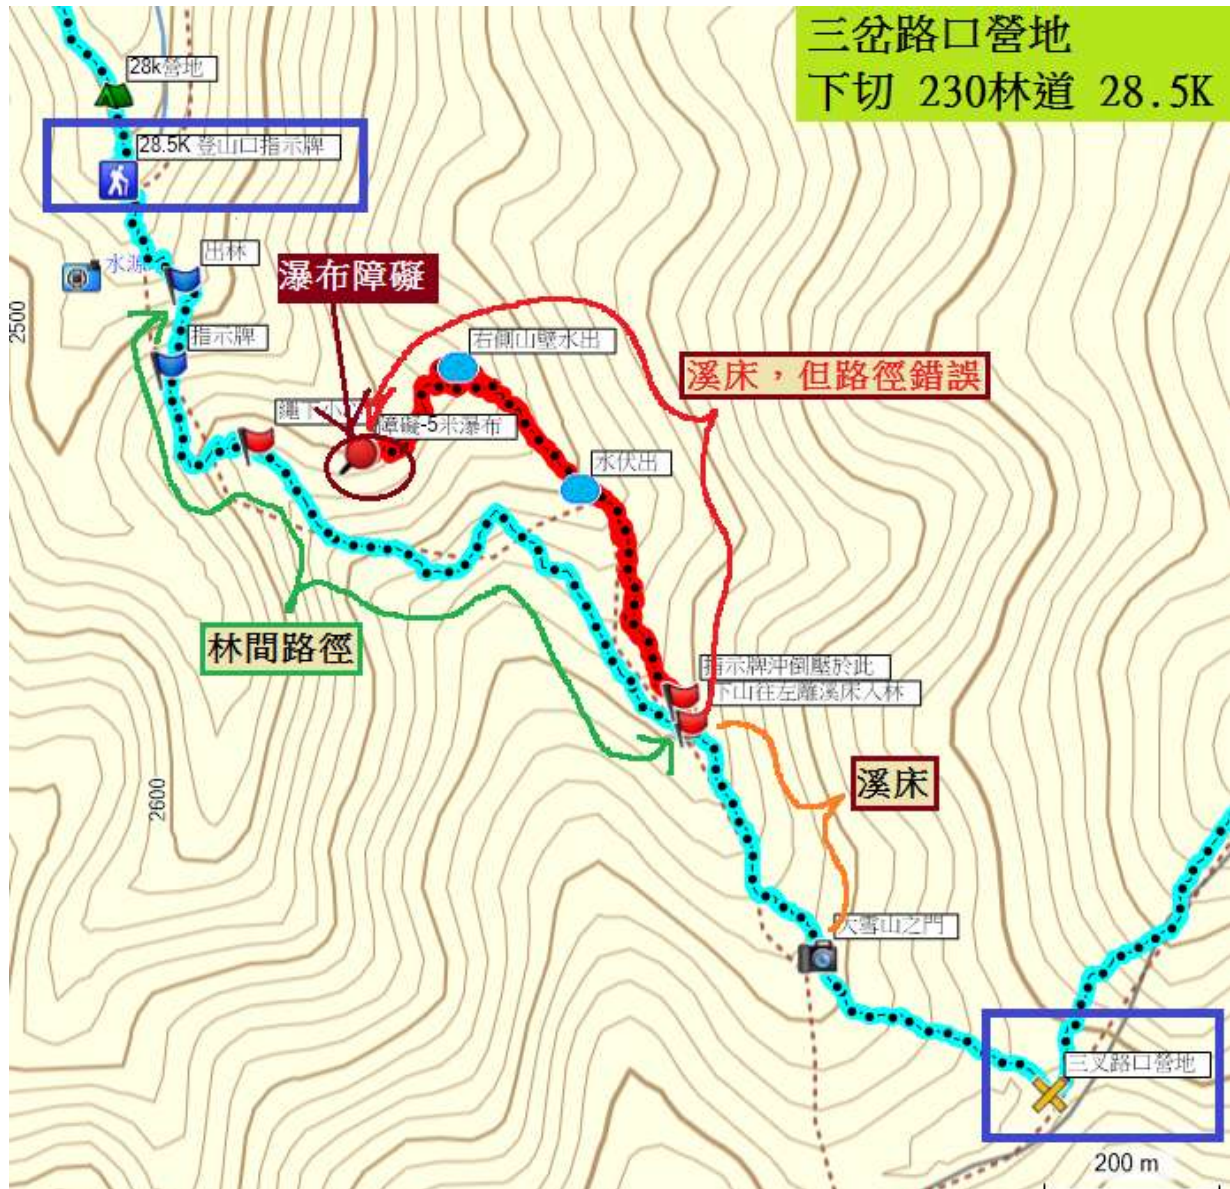 三岔路口營地
下切 230林道 28.5K
28k營地
28.5K 登山口指示牌
出林
水源
瀑布障礙
2500
指示牌
右側山壁水出
溪床，但路徑錯誤
繩下小
障礙-5米瀑布
水伏出
林間路徑
指示牌沖倒壓於此
下山往左離溪床入林
溪床
2600
大雪山之門
三叉路口營地
200 m